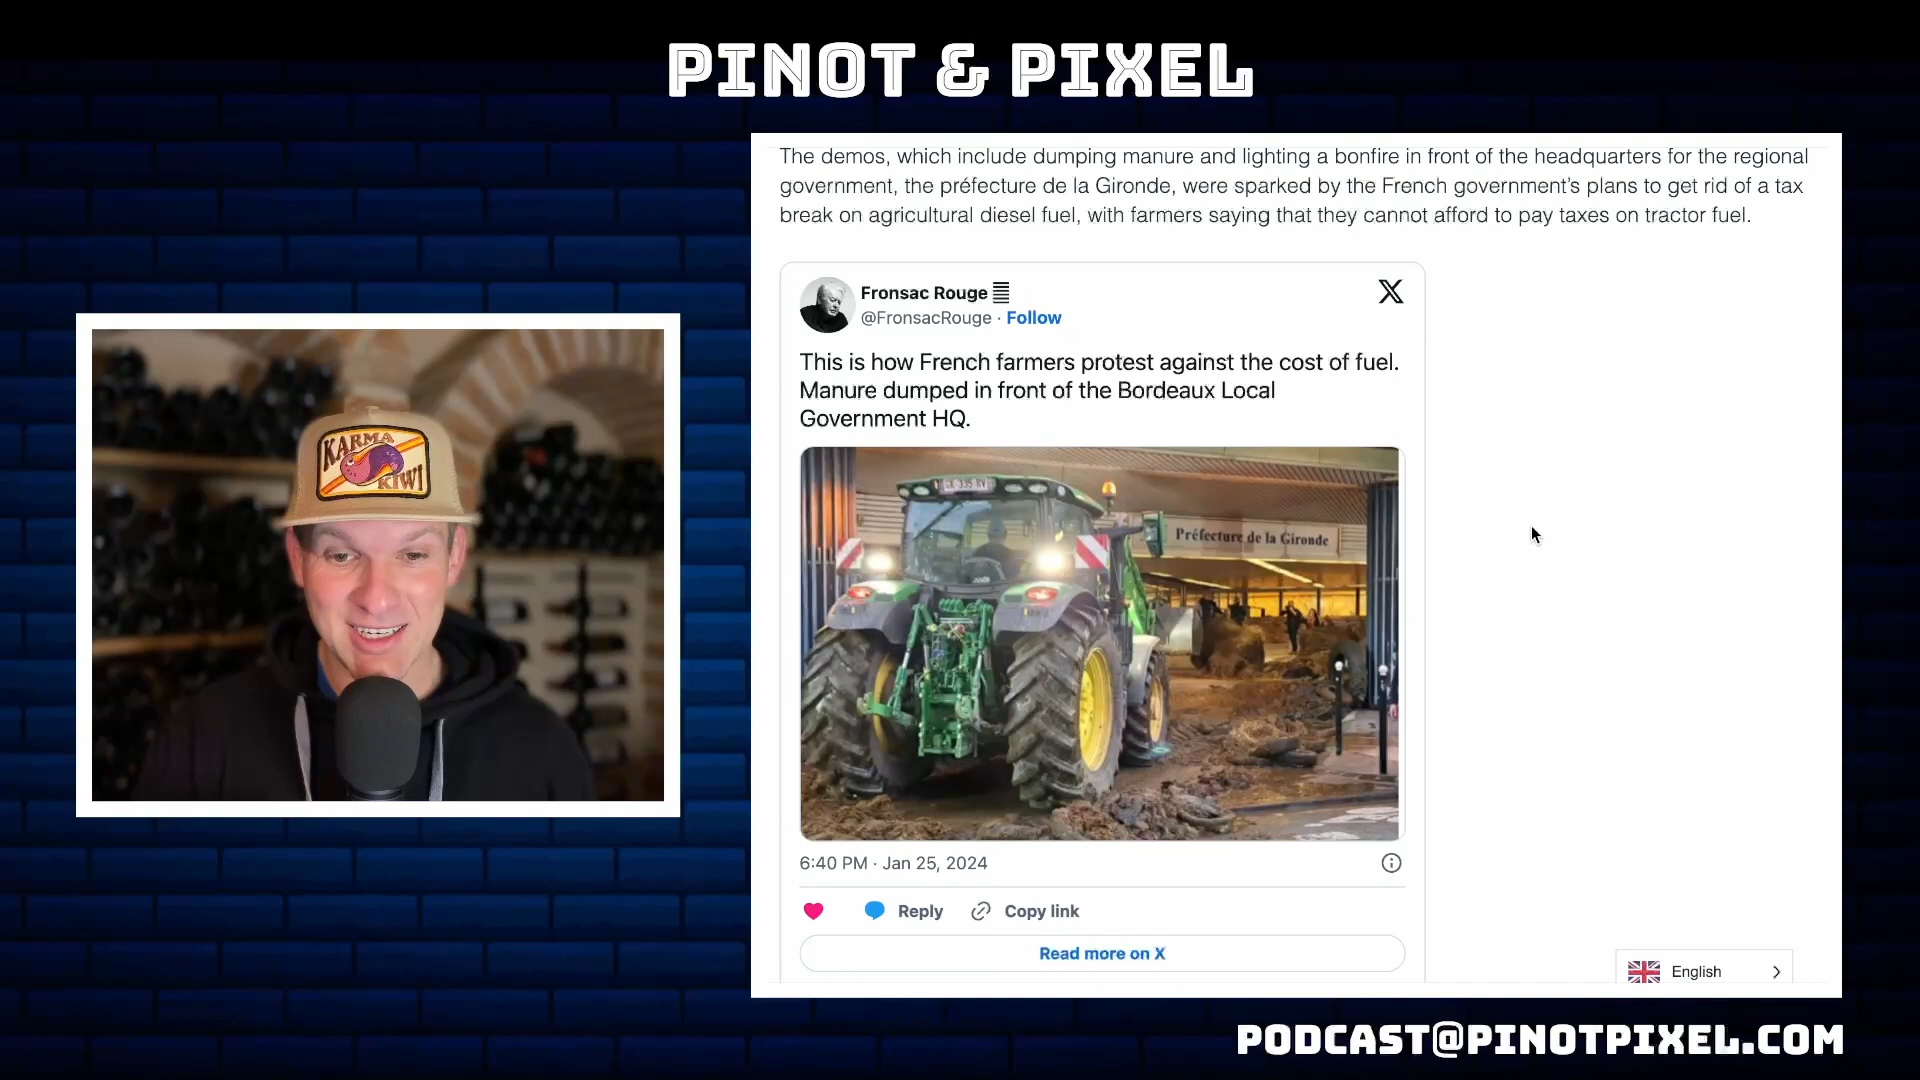 PINOT & PIXEL
The demos, which include dumping manure and lighting a bonfire in front of the headquarters for the regional
government, the préfecture de la Gironde, were sparked by the French government's plans to get rid of a tax
break on agricultural diesel fuel, with farmers saying that they cannot afford to pay taxes on tractor fuel.
Fronsac Rouge
@FronsacRouge · Follow
This is how French farmers protest against the cost of fuel.
Manure dumped in front of the Bordeaux Local
Government HQ.
Préfecture de la Gironde
6:40 PM · Jan 25, 2024
Reply
Copy link
Read more on X
English
KARMA
KIWI
PODCAST@PINOTPIXEL.COM